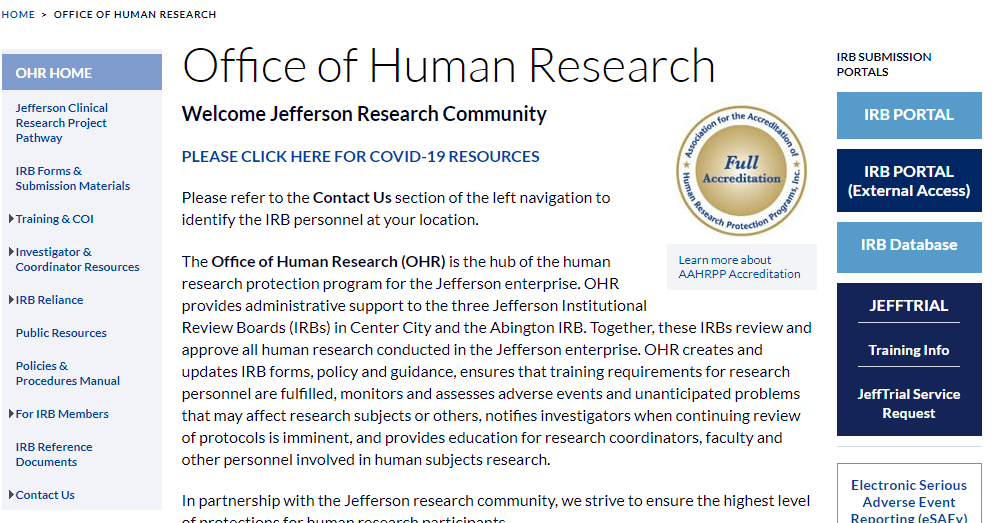 HOME > OFFICE OF HUMAN RESEARCH
OHR HOME
Jefferson Clinical
Research Project
Pathway
IRB Forms &
Submission Materials
Training & COI
Investigator &
Coordinator Resources
IRB Reliance
Public Resources
Policies &
Procedures Manual
For IRB Members
IRB Reference
Documents
Contact Us
Office of Human Research
Welcome Jefferson Research Community
PLEASE CLICK HERE FOR COVID-19 RESOURCES
Please refer to the Contact Us section of the left navigation to
identify the IRB personnel at your location.
The Office of Human Research (OHR) is the hub of the human
research protection program for the Jefferson enterprise. OHR
provides administrative support to the three Jefferson Institutional
Review Boards (IRBs) in Center City and the Abington IRB. Together, these IRBs review and
approve all human research conducted in the Jefferson enterprise. OHR creates and
updates IRB forms, policy and guidance, ensures that training requirements for research
personnel are fulfilled, monitors and assesses adverse events and unanticipated problems
that may affect research subjects or others, notifies investigators when continuing review
of protocols is imminent, and provides education for research coordinators, faculty and
other personnel involved in human subjects research.
In partnership with the Jefferson research community, we strive to ensure the highest level
of protections for human research participants.
Association for the Accreditation of
Human Research Protection Programs, Inc.
Full
Accreditation
Learn more about
AAHRPP Accreditation
IRB SUBMISSION
PORTALS
IRB PORTAL
IRB PORTAL
(External Access)
IRB Database
JEFFTRIAL
Training Info
JeffTrial Service
Request
Electronic Serious
Adverse Event
Reporting (eSAEy)